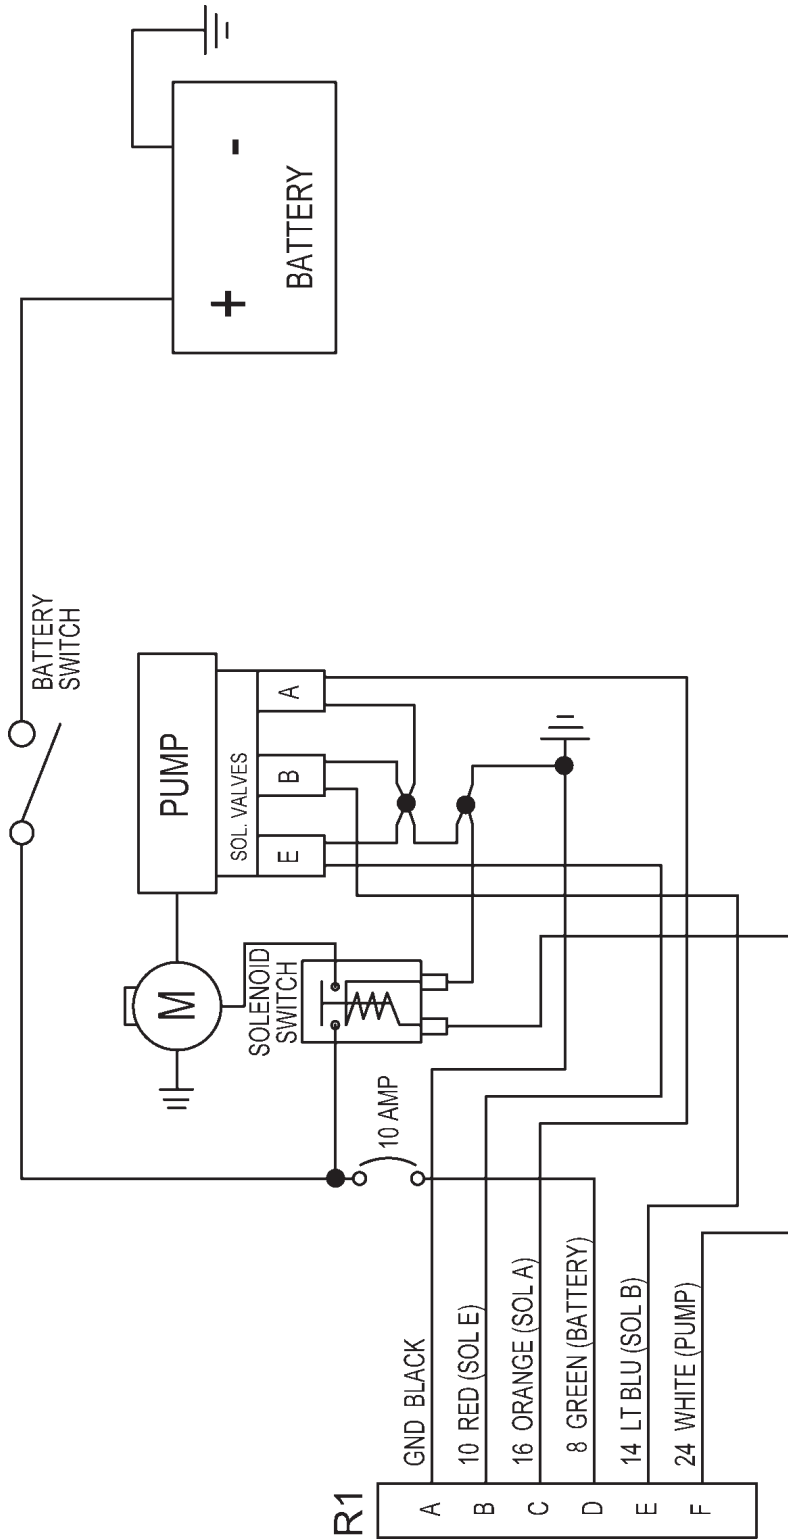 R1
A
B
C
D
E
F
GND BLACK
10 RED (SOL E)
16 ORANGE (SOL A)
8 GREEN (BATTERY)
14 LT BLU (SOL B)
24 WHITE (PUMP)
10 AMP
M
SOLENOID
SWITCH
PUMP
SOL. VALVES
E
B
A
BATTERY
SWITCH
+
-
BATTERY